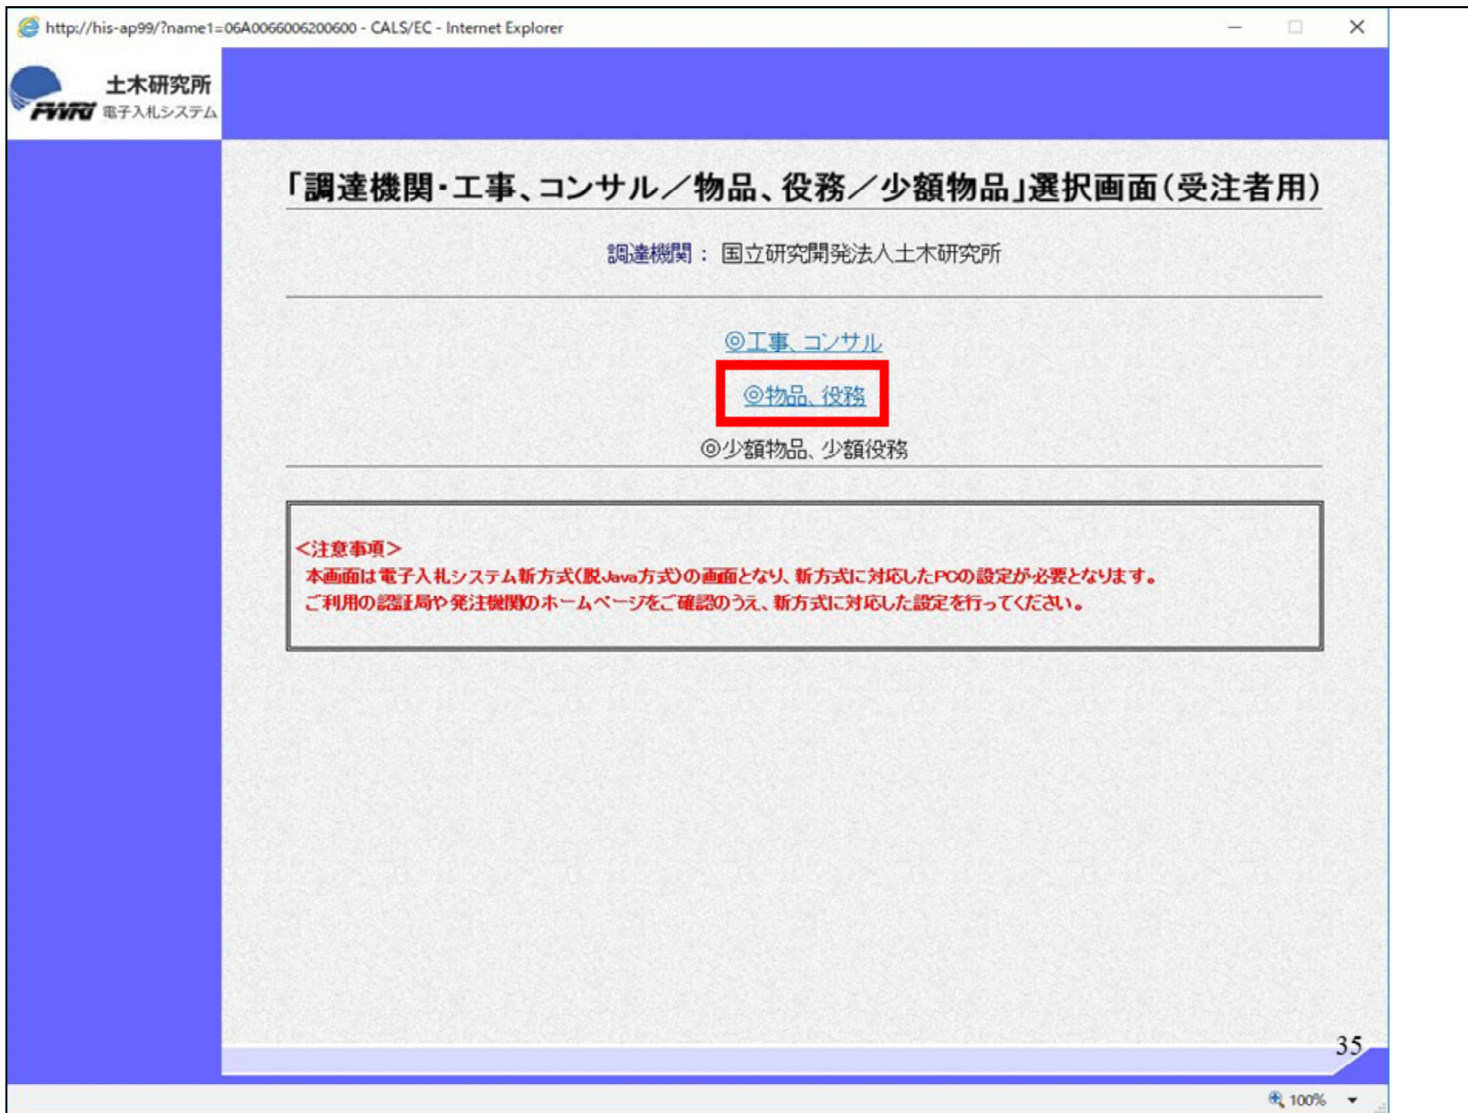 http://his-ap99/?name1=06A0066006200600 - CALS/EC - Internet Explorer
土木研究所
PWRI 電子入札システム
「調達機関・工事、コンサル／物品、役務／少額物品」選択画面（受注者用）
調達機関： 国立研究開発法人土木研究所
◎工事、コンサル
◎物品、役務
◎少額物品、少額役務
＜注意事項＞
本画面は電子入札システム新方式(脱Java方式)の画面となり、新方式に対応したPCの設定が必要となります。
ご利用の認証局や発注機関のホームページをご確認のうえ、新方式に対応した設定を行ってください。
35
100%